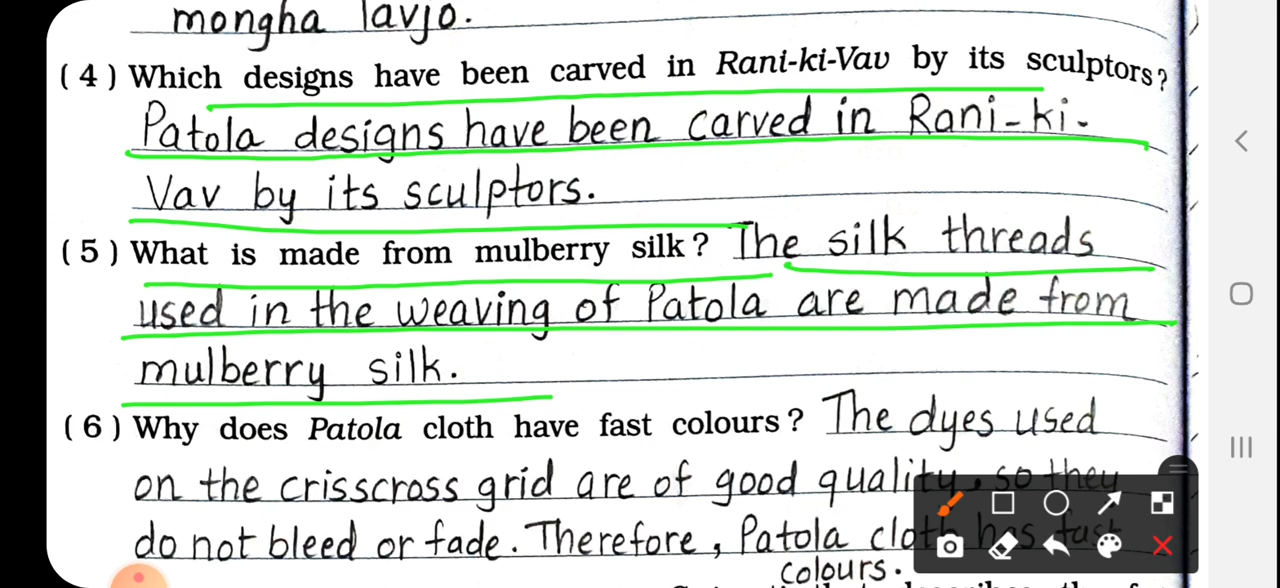 mongha lavjo.
( 4 ) Which designs have been carved in Rani-ki-Vav by its sculptors?
Patola designs have been carved in Rani-ki-
Vav by its sculptors.
( 5 ) What is made from mulberry silk? The silk threads
used in the weaving of Patola are made from
mulberry silk.
( 6 ) Why does Patola cloth have fast colours? The dyes used
on the crisscross grid are of good quality, so they
do not bleed or fade. Therefore, Patola cloth has fast
colours.